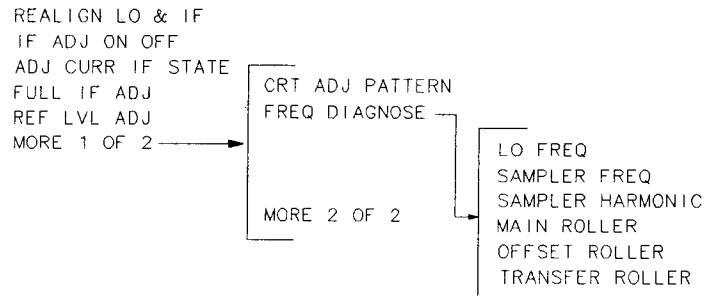 REALIGN LO & IF
IF ADJ ON OFF
ADJ CURR IF STATE
FULL IF ADJ
REF LVL ADJ
MORE 1 OF 2
CRT ADJ PATTERN
FREQ DIAGNOSE
MORE 2 OF 2
LO FREQ
SAMPLER FREQ
SAMPLER HARMONIC
MAIN ROLLER
OFFSET ROLLER
TRANSFER ROLLER